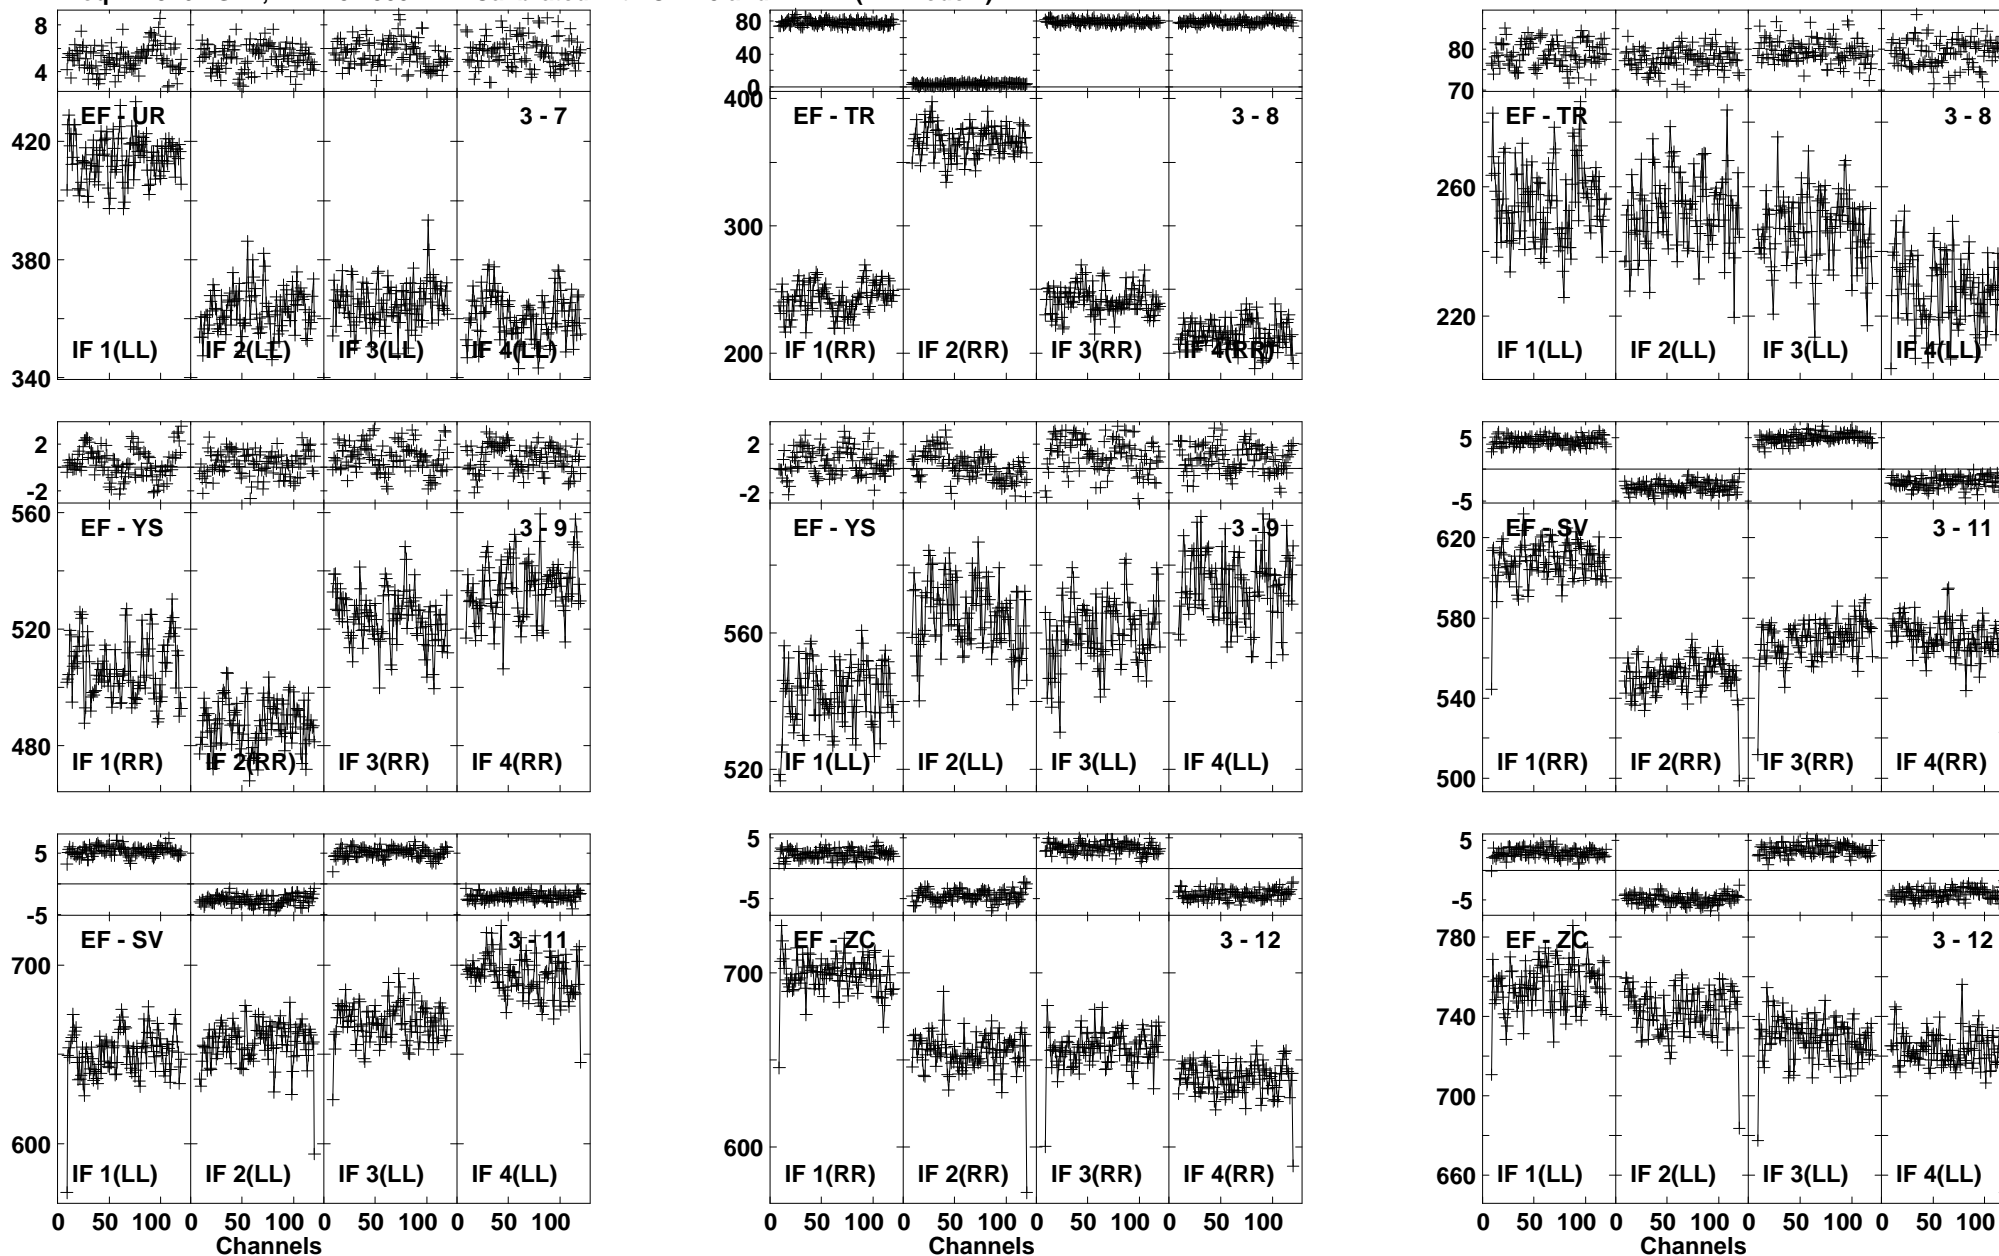 8
4
EF - UR 3 - 7
420
380
340
IF 1(LL) IF 2(LL) IF 3(LL) IF 4(LL)
80
40
0
EF - TR 3 - 8
400
300
200
IF 1(RR) IF 2(RR) IF 3(RR) IF 4(RR)
80
70
EF - TR 3 - 8
260
220
IF 1(LL) IF 2(LL) IF 3(LL) IF 4(LL)
2
-2
560
EF - YS 3 - 9
520
480
IF 1(RR) IF 2(RR) IF 3(RR) IF 4(RR)
2
-2
EF - YS 3 - 9
560
520
IF 1(LL) IF 2(LL) IF 3(LL) IF 4(LL)
5
-5
EF - SV 3 - 11
620
580
540
500
IF 1(RR) IF 2(RR) IF 3(RR) IF 4(RR)
5
-5
EF - SV 3 - 11
700
600
IF 1(LL) IF 2(LL) IF 3(LL) IF 4(LL)
0 50 100 0 50 100 0 50 100 0 50 100
Channels
5
-5
EF - ZC 3 - 12
700
600
IF 1(RR) IF 2(RR) IF 3(RR) IF 4(RR)
0 50 100 0 50 100 0 50 100 0 50 100
Channels
5
-5
EF - ZC 3 - 12
780
740
700
660
IF 1(LL) IF 2(LL) IF 3(LL) IF 4(LL)
0 50 100 0 50 100 0 50 100 0 50 100
Channels